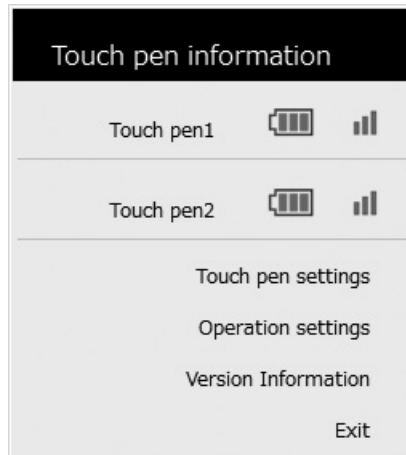 Touch pen information
Touch pen1
Touch pen2
Touch pen settings
Operation settings
Version Information
Exit